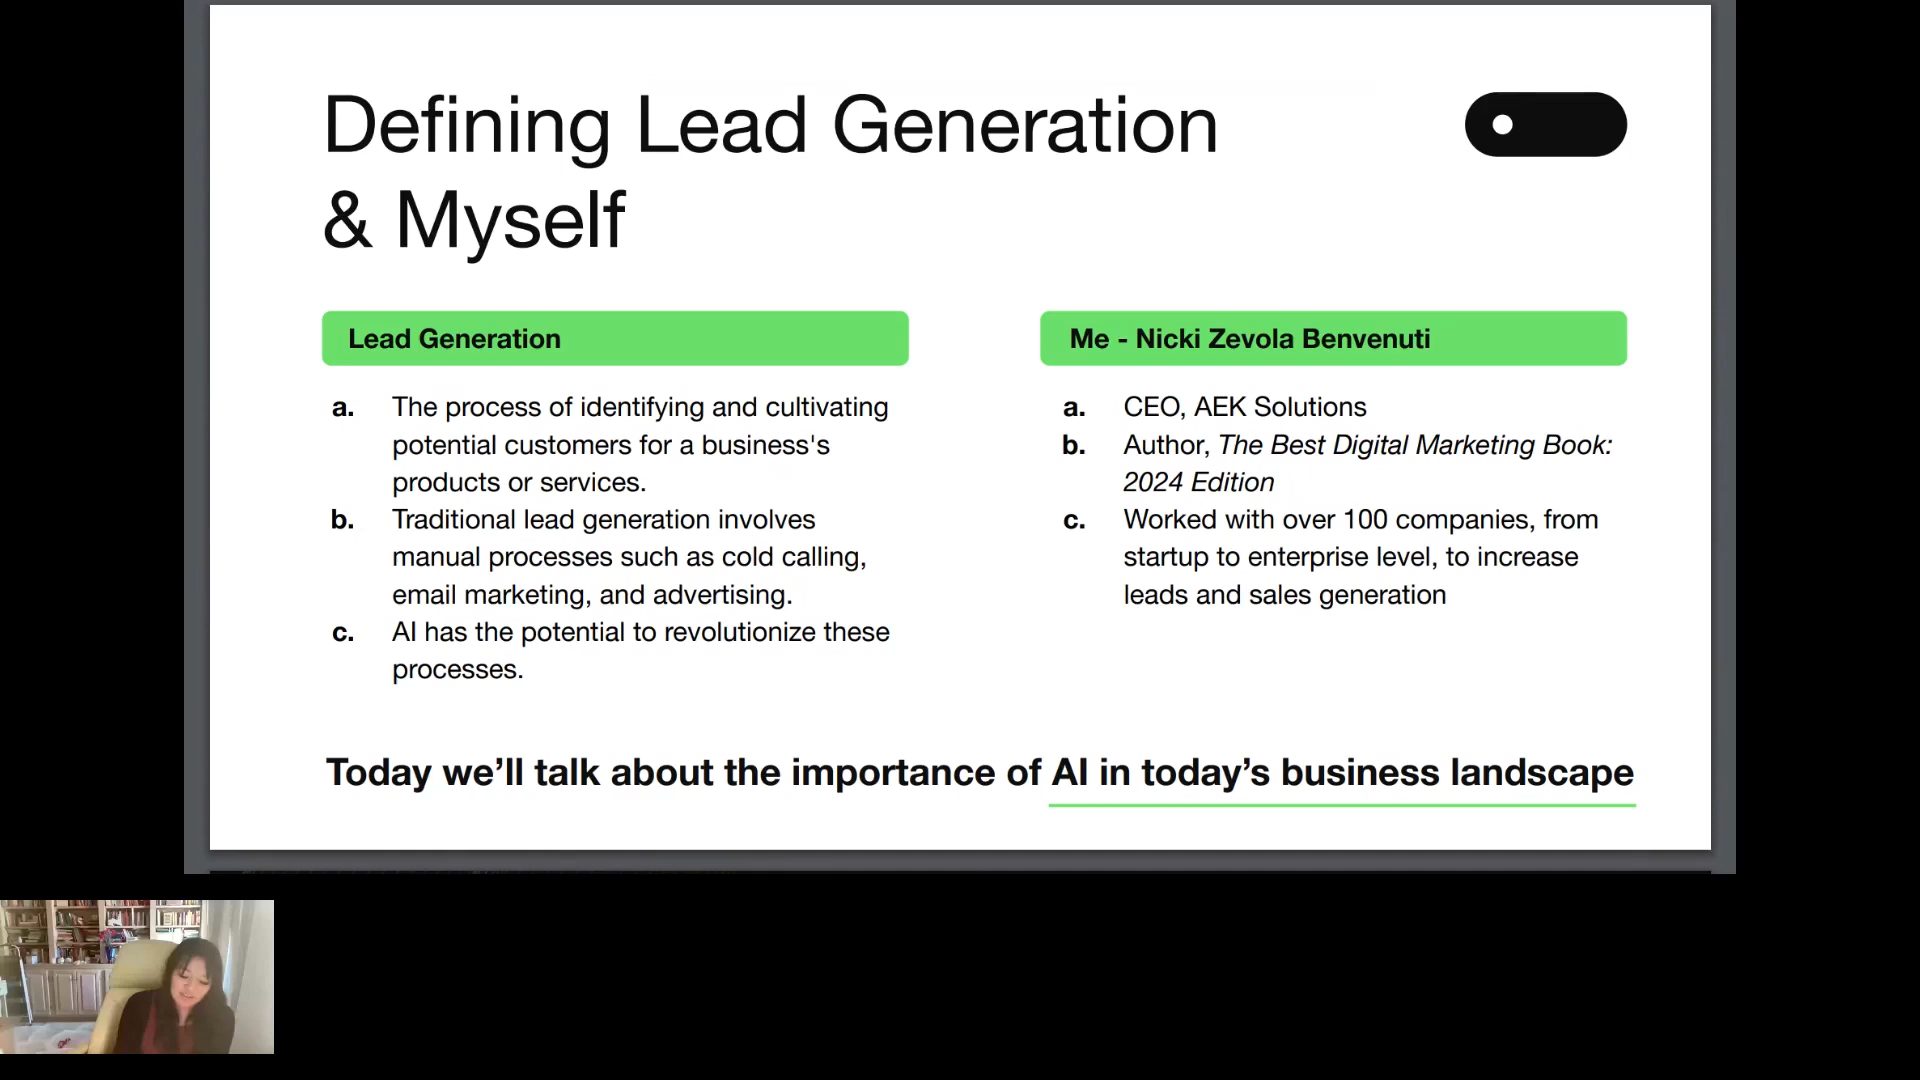 Defining Lead Generation
& Myself
Lead Generation
a. The process of identifying and cultivating
potential customers for a business's
products or services.
b. Traditional lead generation involves
manual processes such as cold calling,
email marketing, and advertising.
c. AI has the potential to revolutionize these
processes.
Me - Nicki Zevola Benvenuti
a. CEO, AEK Solutions
b. Author, The Best Digital Marketing Book:
2024 Edition
c. Worked with over 100 companies, from
startup to enterprise level, to increase
leads and sales generation
Today we’ll talk about the importance of AI in today’s business landscape